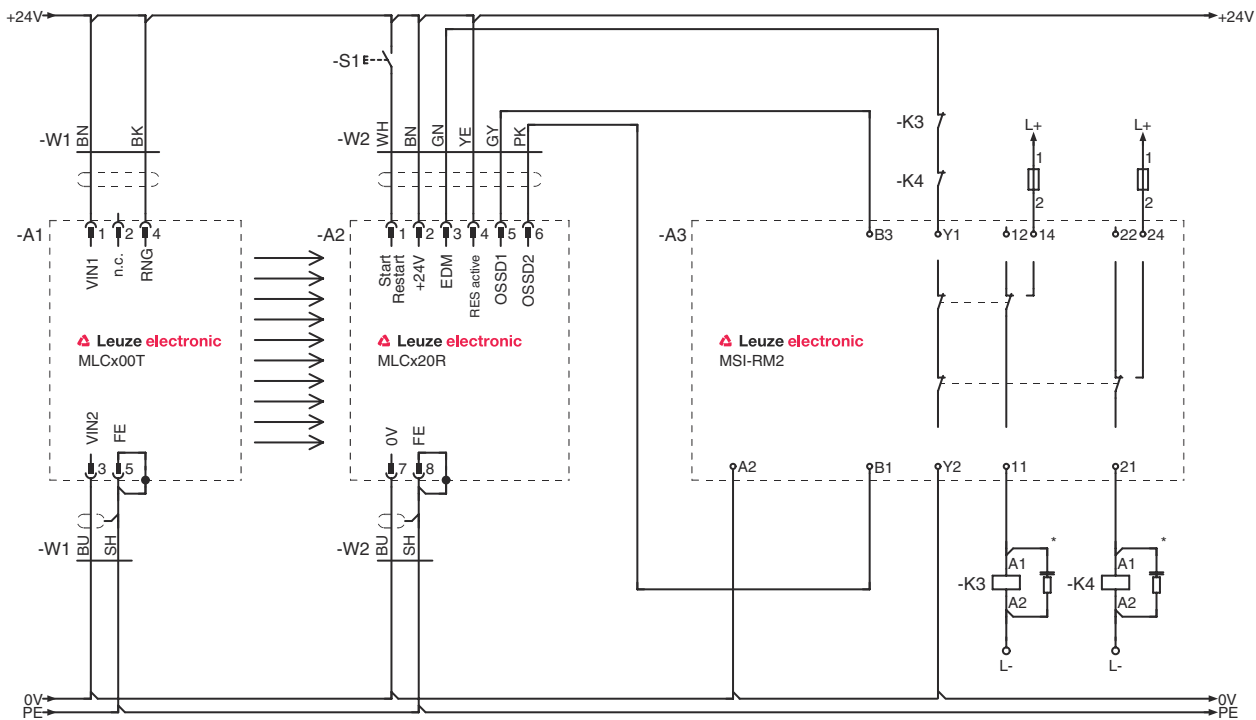 +24V
+24V
-S1
-W1
BN
BK
-W2
WH
BN
GN
YE
GY
PK
-K3
-K4
L+
1
2
L+
1
2
-A1
1
2
4
VIN1
n.c.
RNG
Leuze electronic
MLCx00T
VIN2
FE
3
5
-W1
BU
SH
-A2
1
2
3
4
5
6
Start
Restart
+24V
EDM
RES active
OSSD1
OSSD2
Leuze electronic
MLCx20R
0V
FE
7
8
-W2
BU
SH
-A3
B3
Y1
12
14
22
24
Leuze electronic
MSI-RM2
A2
B1
Y2
11
21
*
A1
-K3
A2
L-
*
A1
-K4
A2
L-
0V
0V
PE
PE